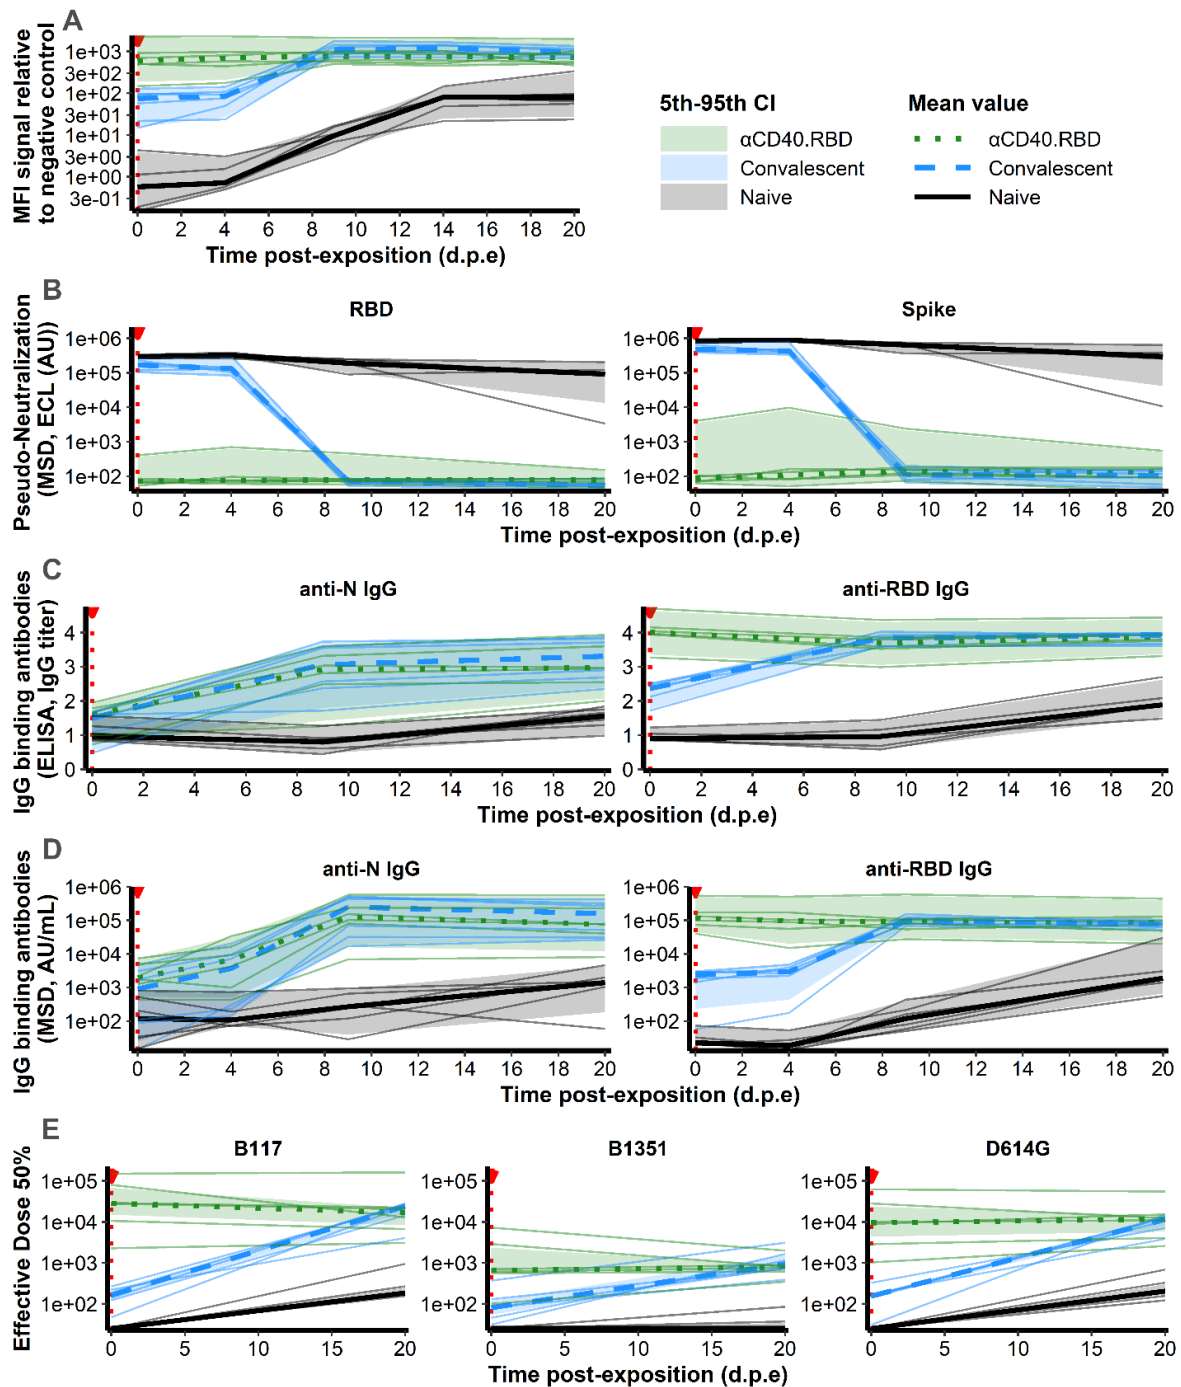 A
MFI signal relative
to negative control
1e+03
3e+02
1e+02
3e+01
1e+01
3e+00
1e+00
3e-01
0 2 4 6 8 10 12 14 16 18 20
Time post-exposition (d.p.e)
5th-95th CI
αCD40.RBD
Convalescent
Naive
Mean value
αCD40.RBD
Convalescent
Naive
B
Pseudo-Neutralization
(MSD, ECL (AU))
RBD
1e+06
1e+05
1e+04
1e+03
1e+02
0 2 4 6 8 10 12 14 16 18 20
Spike
1e+06
1e+05
1e+04
1e+03
1e+02
0 2 4 6 8 10 12 14 16 18 20
Time post-exposition (d.p.e)
C
IgG binding antibodies
(ELISA, IgG titer)
anti-N IgG
4
3
2
1
0
0 2 4 6 8 10 12 14 16 18 20
anti-RBD IgG
4
3
2
1
0
0 2 4 6 8 10 12 14 16 18 20
Time post-exposition (d.p.e)
D
IgG binding antibodies
(MSD, AU/mL)
anti-N IgG
1e+06
1e+05
1e+04
1e+03
1e+02
0 2 4 6 8 10 12 14 16 18 20
anti-RBD IgG
1e+06
1e+05
1e+04
1e+03
1e+02
0 2 4 6 8 10 12 14 16 18 20
Time post-exposition (d.p.e)
E
Effective Dose 50%
B117
1e+05
1e+04
1e+03
1e+02
0 5 10 15 20
B1351
1e+05
1e+04
1e+03
1e+02
0 5 10 15 20
D614G
1e+05
1e+04
1e+03
1e+02
0 5 10 15 20
Time post-exposition (d.p.e)